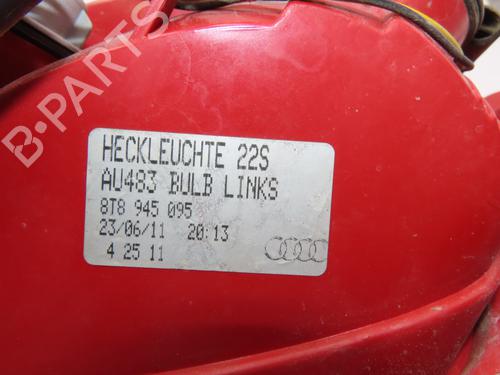 HECKLEUCHTE 22S
AU483 BULB LINKS
8T8 945 095
23/06/11 20:13
4 25 11
B-PARTS